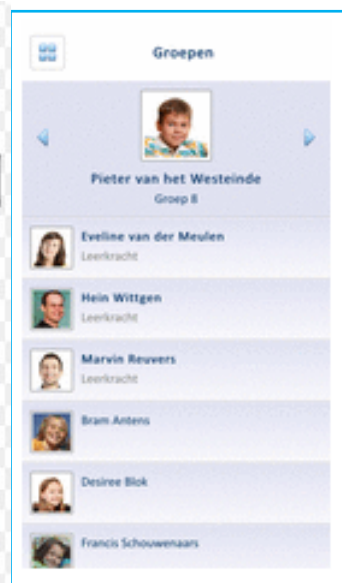 Groepen
Pieter van het Westeinde
Groep 8
Eveline van der Meulen
Leerkracht
Hein Wittgen
Leerkracht
Marvin Reuvers
Leerkracht
Bram Antens
Desiree Blok
Francis Schouwenaars